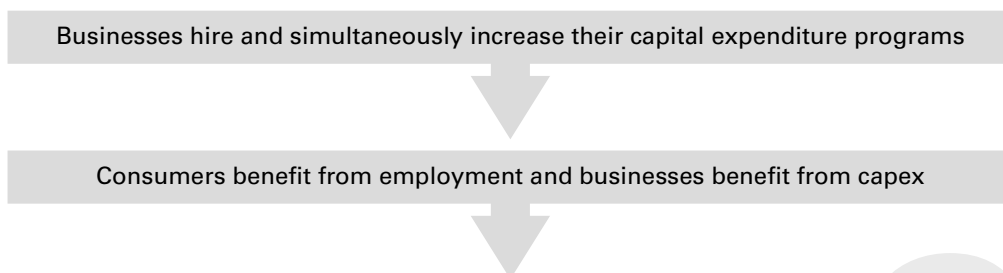 Businesses hire and simultaneously increase their capital expenditure programs
Consumers benefit from employment and businesses benefit from capex